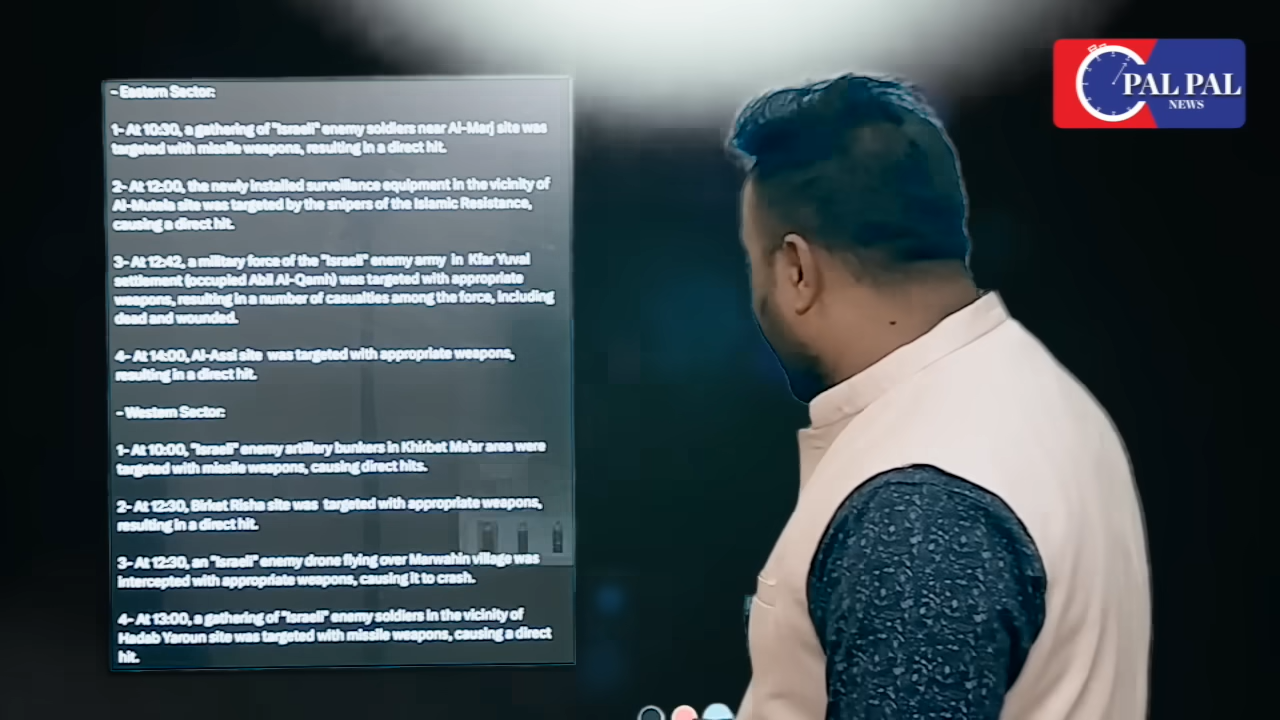 - Eastern Sector:
1- At 10:30, a gathering of "Israeli" enemy soldiers near Al-Marj site was
targeted with missile weapons, resulting in a direct hit.
2- At 12:00, the newly installed surveillance equipment in the vicinity of
Al-Mutela site was targeted by the snipers of the Islamic Resistance,
causing a direct hit.
3- At 12:42, a military force of the "Israeli" enemy army in Kfar Yuval
settlement (occupied Abil Al-Qamh) was targeted with appropriate
weapons, resulting in a number of casualties among the force, including
dead and wounded.
4- At 14:00, Al-Assi site was targeted with appropriate weapons,
resulting in a direct hit.
- Western Sector:
1- At 10:00, "Israeli" enemy artillery bunkers in Khirbet Ma'ar area were
targeted with missile weapons, causing direct hits.
2- At 12:30, Birket Risha site was targeted with appropriate weapons,
resulting in a direct hit.
3- At 12:30, an "Israeli" enemy drone flying over Marwahin village was
intercepted with appropriate weapons, causing it to crash.
4- At 13:00, a gathering of "Israeli" enemy soldiers in the vicinity of
Hadab Yaroun site was targeted with missile weapons, causing a direct
hit.
PAL PAL
NEWS